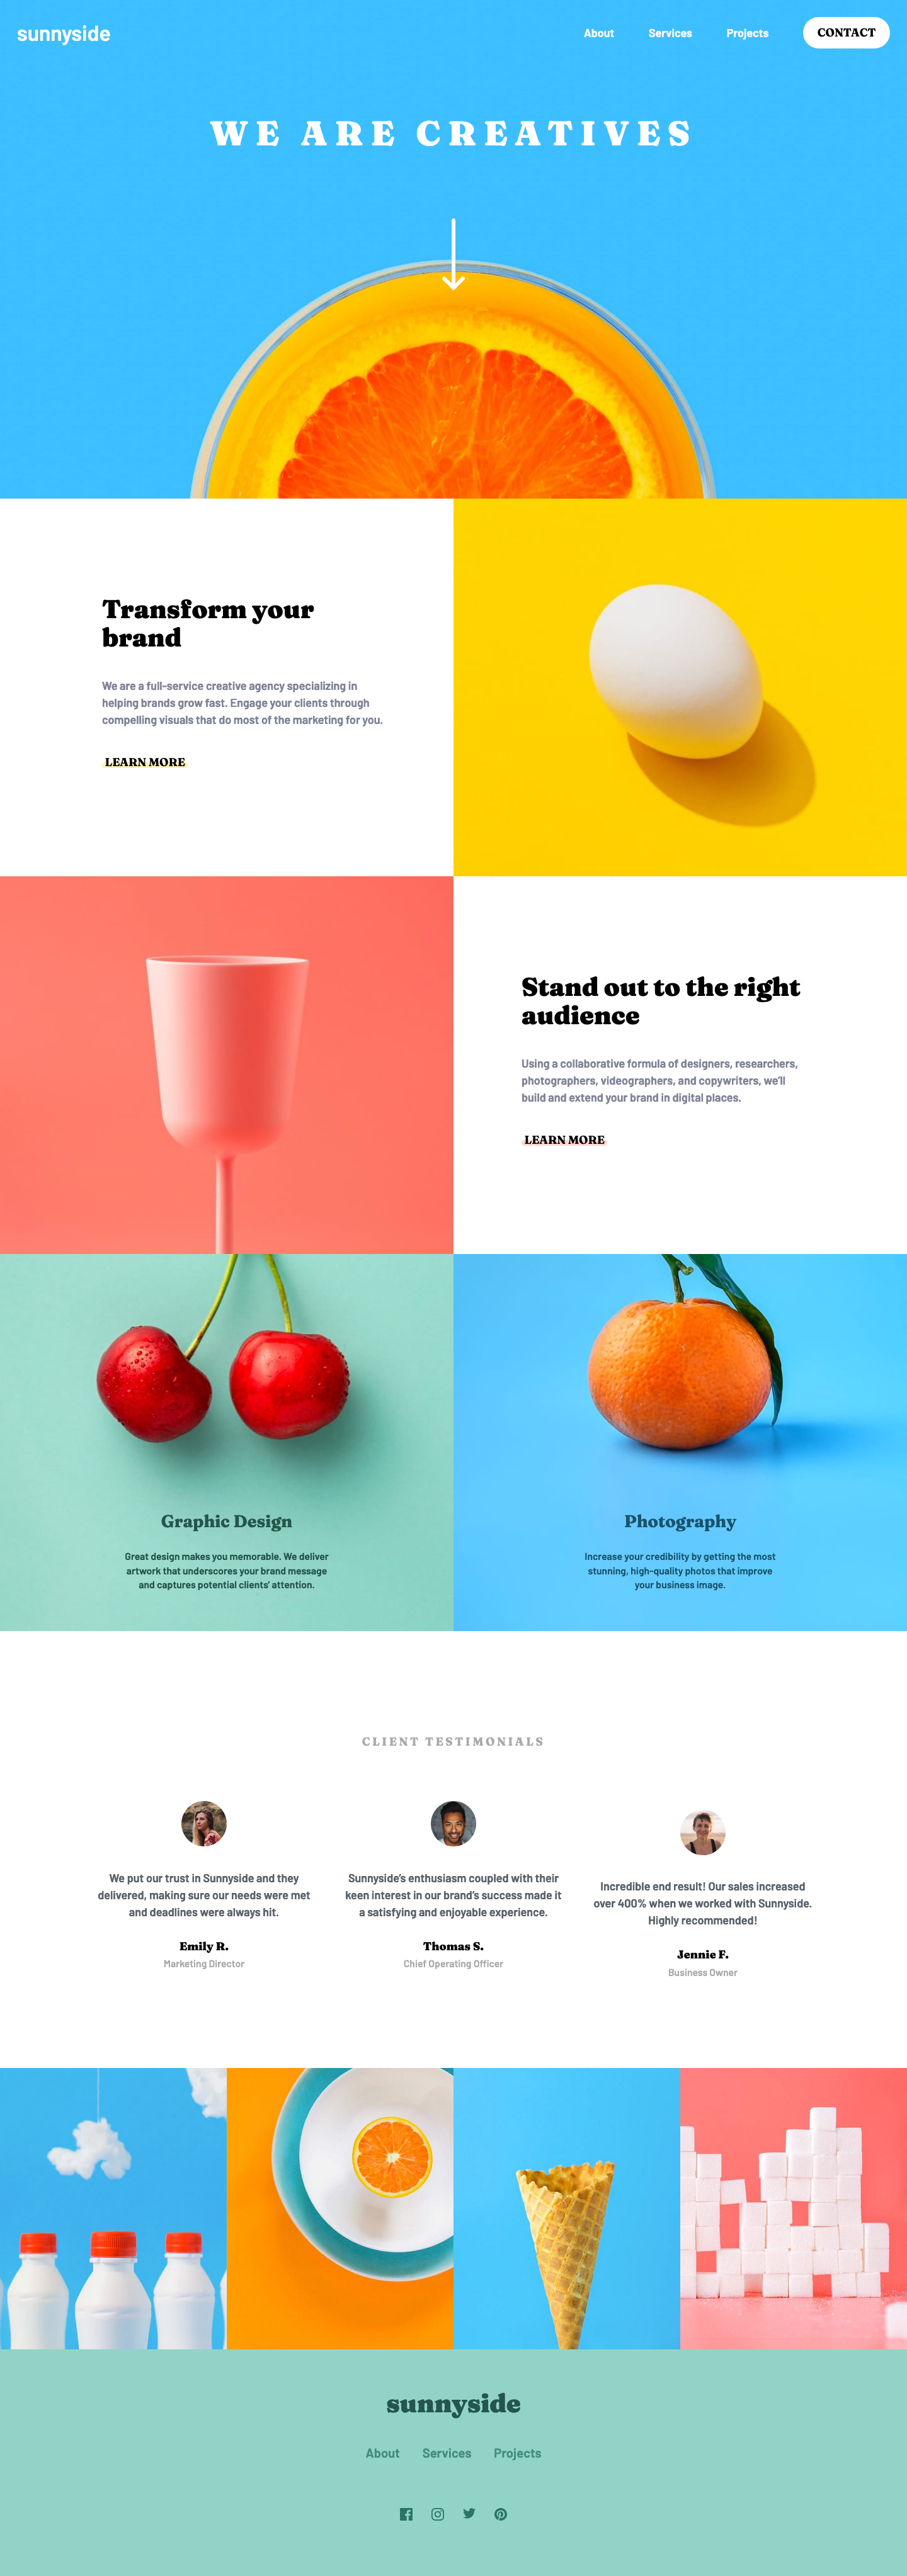 sunnyside
About Services Projects CONTACT
WE ARE CREATIVES
Transform your
brand
We are a full-service creative agency specializing in
helping brands grow fast. Engage your clients through
compelling visuals that do most of the marketing for you.
LEARN MORE
Stand out to the right
audience
Using a collaborative formula of designers, researchers,
photographers, videographers, and copywriters, we'll
build and extend your brand in digital places.
LEARN MORE
Graphic Design
Great design makes you memorable. We deliver
artwork that underscores your brand message
and captures potential clients' attention.
Photography
Increase your credibility by getting the most
stunning, high-quality photos that improve
your business image.
CLIENT TESTIMONIALS
We put our trust in Sunnyside and they
delivered, making sure our needs were met
and deadlines were always hit.
Emily R.
Marketing Director
Sunnyside's enthusiasm coupled with their
keen interest in our brand's success made it
a satisfying and enjoyable experience.
Thomas S.
Chief Operating Officer
Incredible end result! Our sales increased
over 400% when we worked with Sunnyside.
Highly recommended!
Jennie F.
Business Owner
sunnyside
About Services Projects